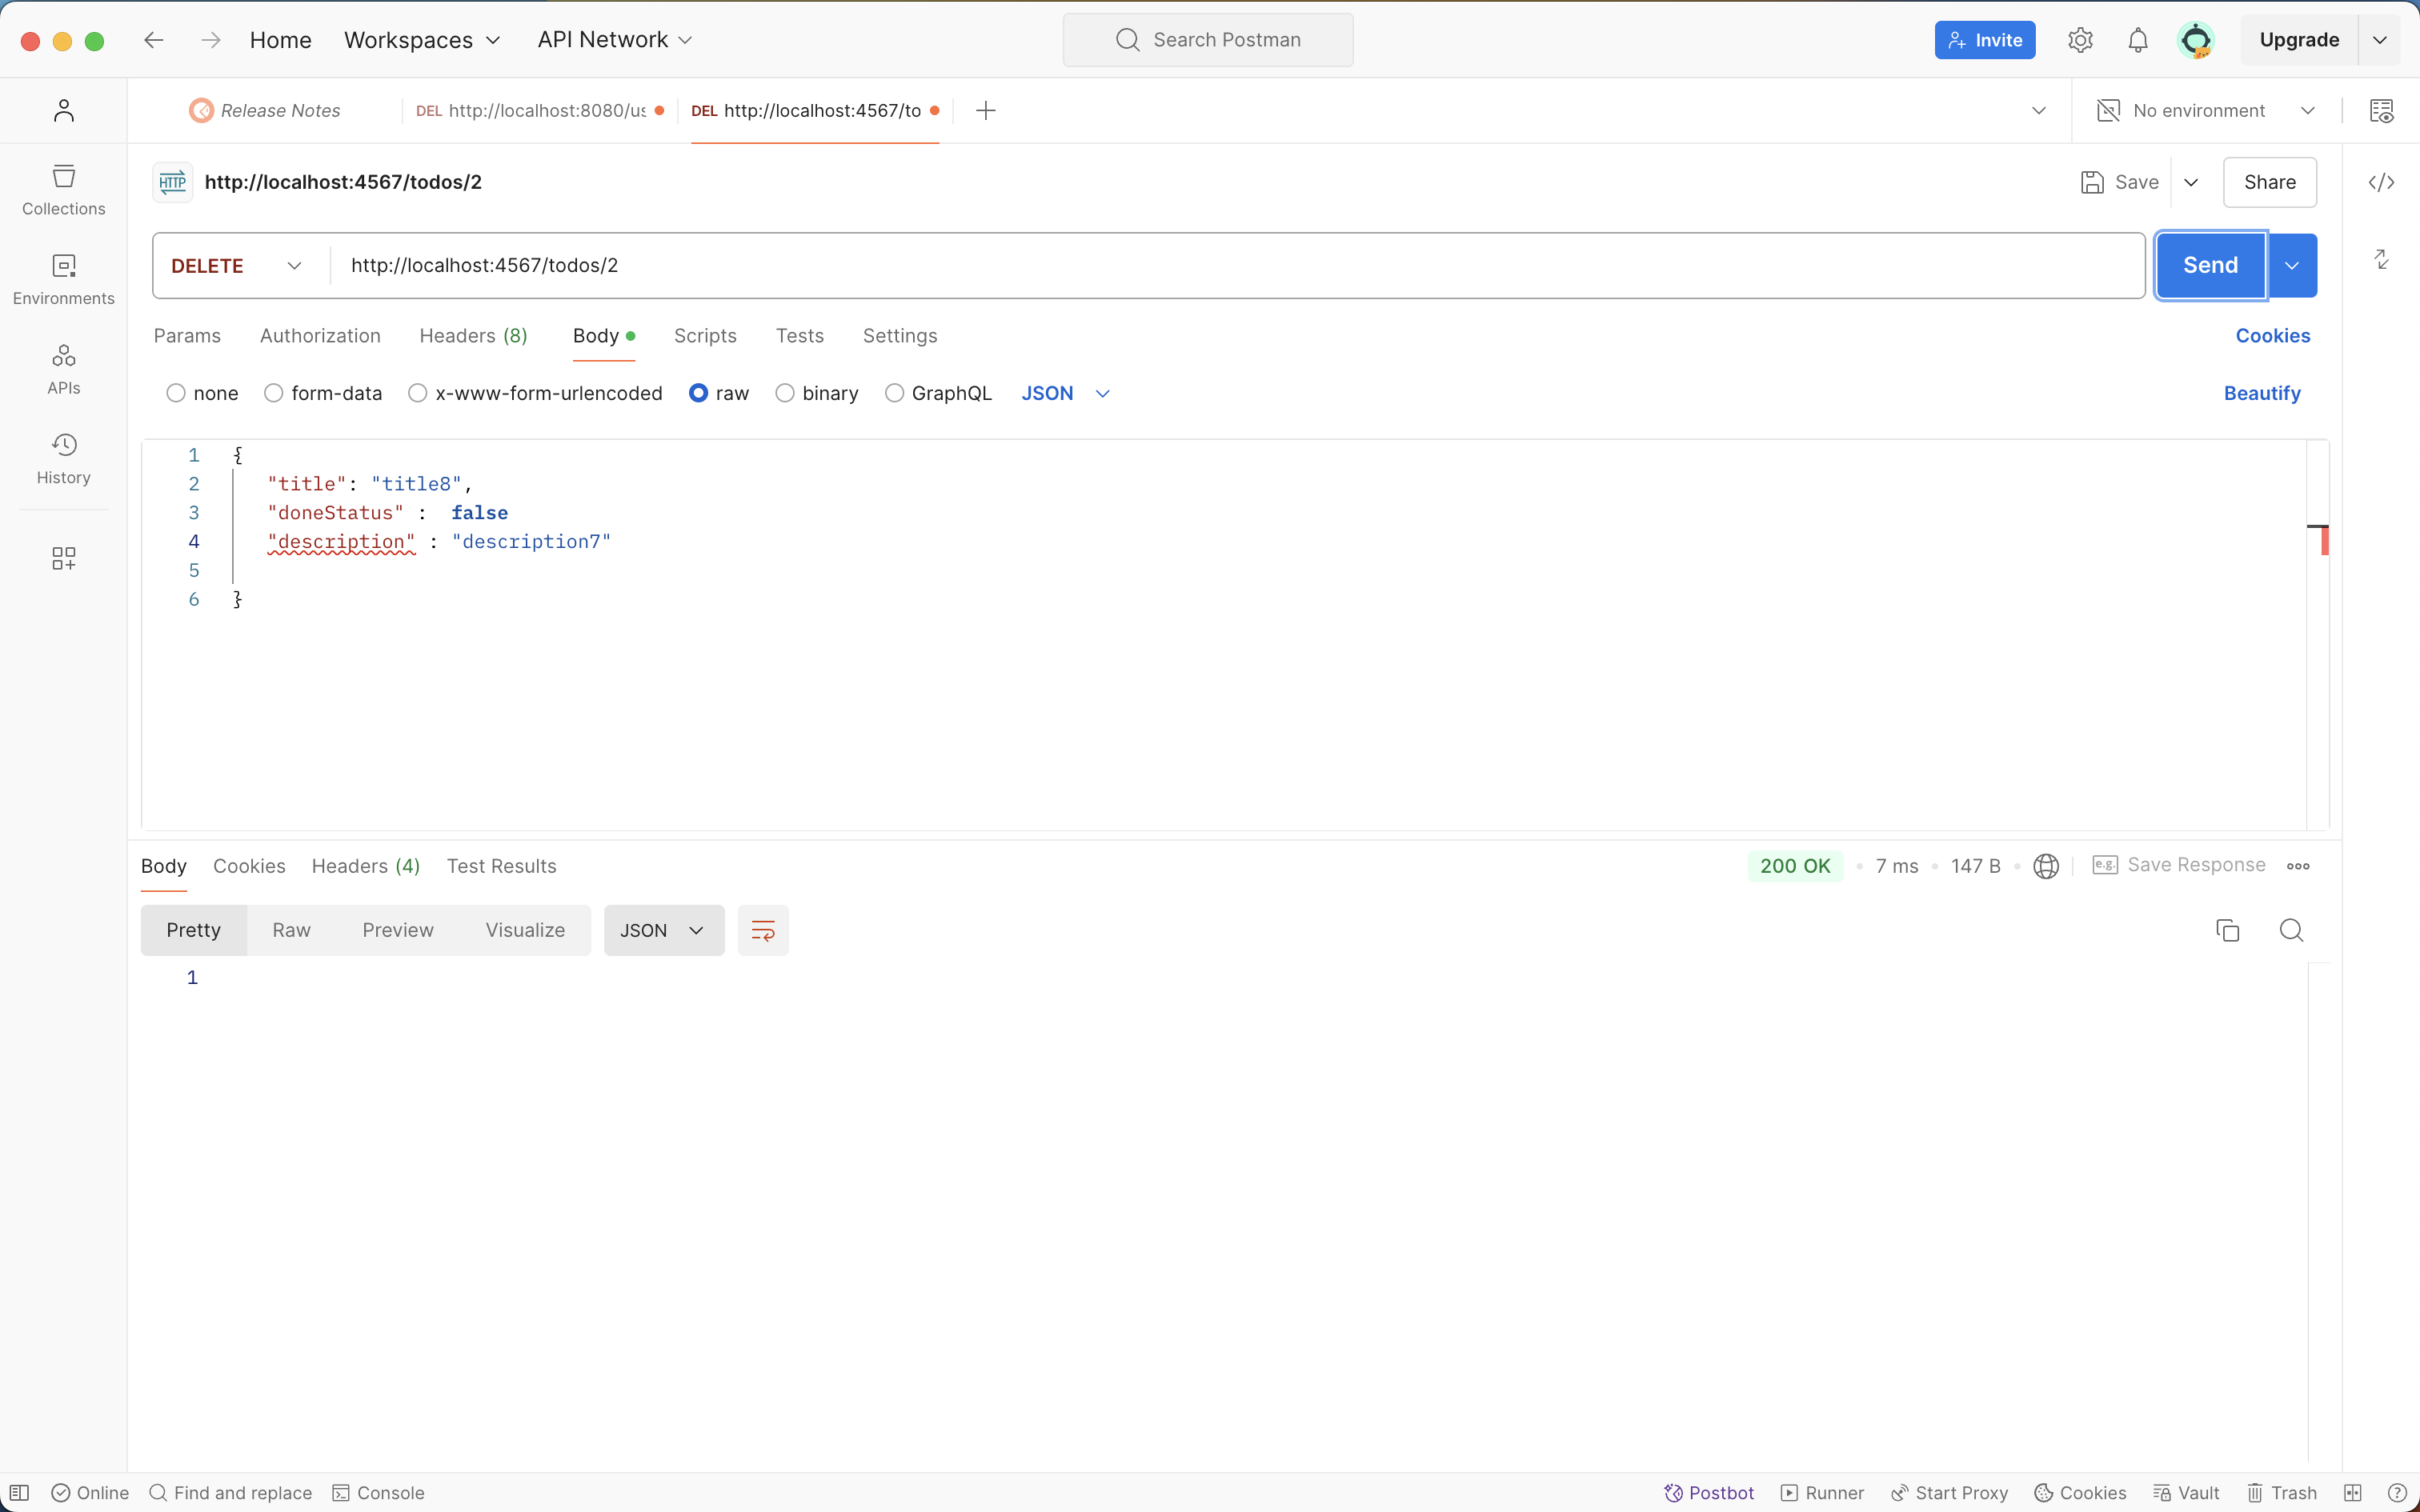 Home Workspaces API Network Search Postman Invite Upgrade
Release Notes DEL http://localhost:8080/us DEL http://localhost:4567/to No environment
HTTP http://localhost:4567/todos/2 Save Share
DELETE http://localhost:4567/todos/2 Send
Params Authorization Headers (8) Body Scripts Tests Settings Cookies
none form-data x-www-form-urlencoded raw binary GraphQL JSON Beautify
Collections
Environments
APIs
History
1 {
2 "title": "title8",
3 "doneStatus" : false
4 "description" : "description7"
5
6 }
Body Cookies Headers (4) Test Results 200 OK 7 ms 147 B e.g. Save Response
Pretty Raw Preview Visualize JSON
1
Online Find and replace Console Postbot Runner Start Proxy Cookies Vault Trash